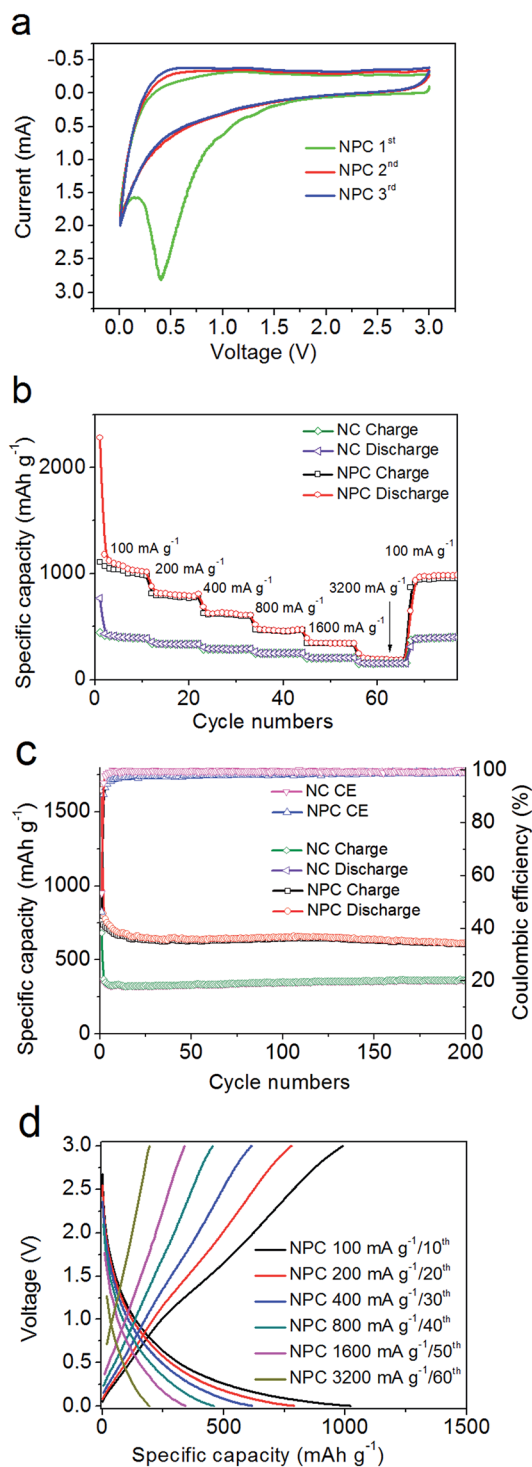 a
-0.5
0.0
0.5
1.0
1.5
2.0
2.5
3.0
Current (mA)
NPC 1st
NPC 2nd
NPC 3rd
0.0 0.5 1.0 1.5 2.0 2.5 3.0
Voltage (V)
b
2000
1000
0
Specific capacity (mAh g-1)
NC Charge
NC Discharge
NPC Charge
NPC Discharge
100 mA g-1
200 mA g-1
400 mA g-1
800 mA g-1
1600 mA g-1
3200 mA g-1
100 mA g-1
0 20 40 60
Cycle numbers
c
1500
1000
500
0
Specific capacity (mAh g-1)
NC CE
NPC CE
NC Charge
NC Discharge
NPC Charge
NPC Discharge
100
80
60
40
20
0
Coulombic efficiency (%)
0 50 100 150 200
Cycle numbers
d
3.0
2.5
2.0
1.5
1.0
0.5
0.0
Voltage (V)
NPC 100 mA g-1/10th
NPC 200 mA g-1/20th
NPC 400 mA g-1/30th
NPC 800 mA g-1/40th
NPC 1600 mA g-1/50th
NPC 3200 mA g-1/60th
0 500 1000 1500
Specific capacity (mAh g-1)